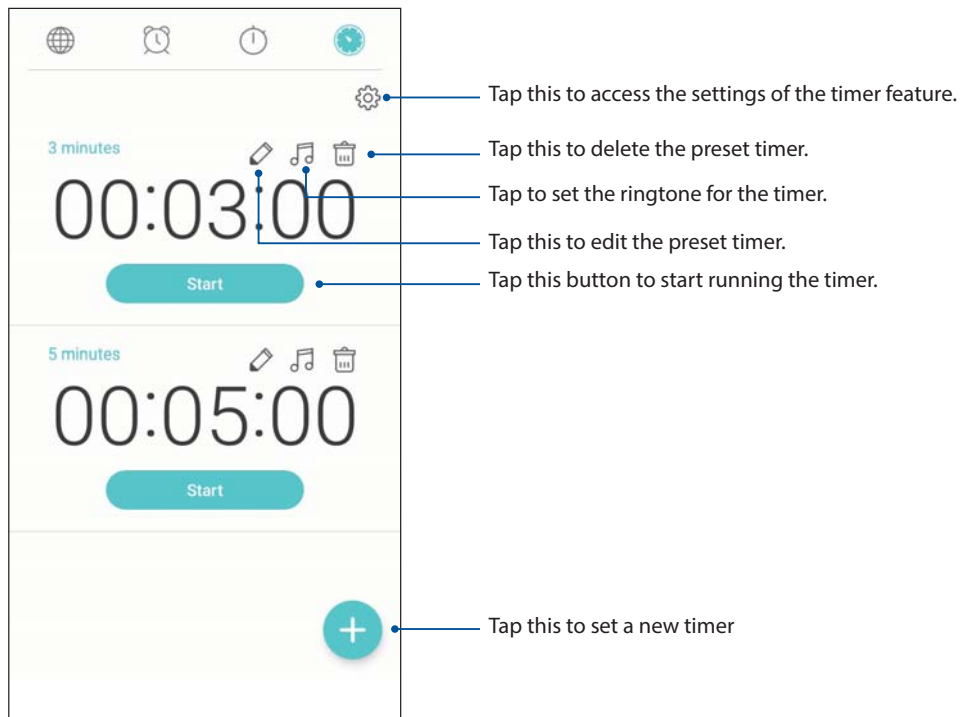 Tap this to access the settings of the timer feature.
3 minutes
Tap this to delete the preset timer.
00:03:00
Tap to set the ringtone for the timer.
Tap this to edit the preset timer.
Start
Tap this button to start running the timer.
5 minutes
00:05:00
Start
Tap this to set a new timer